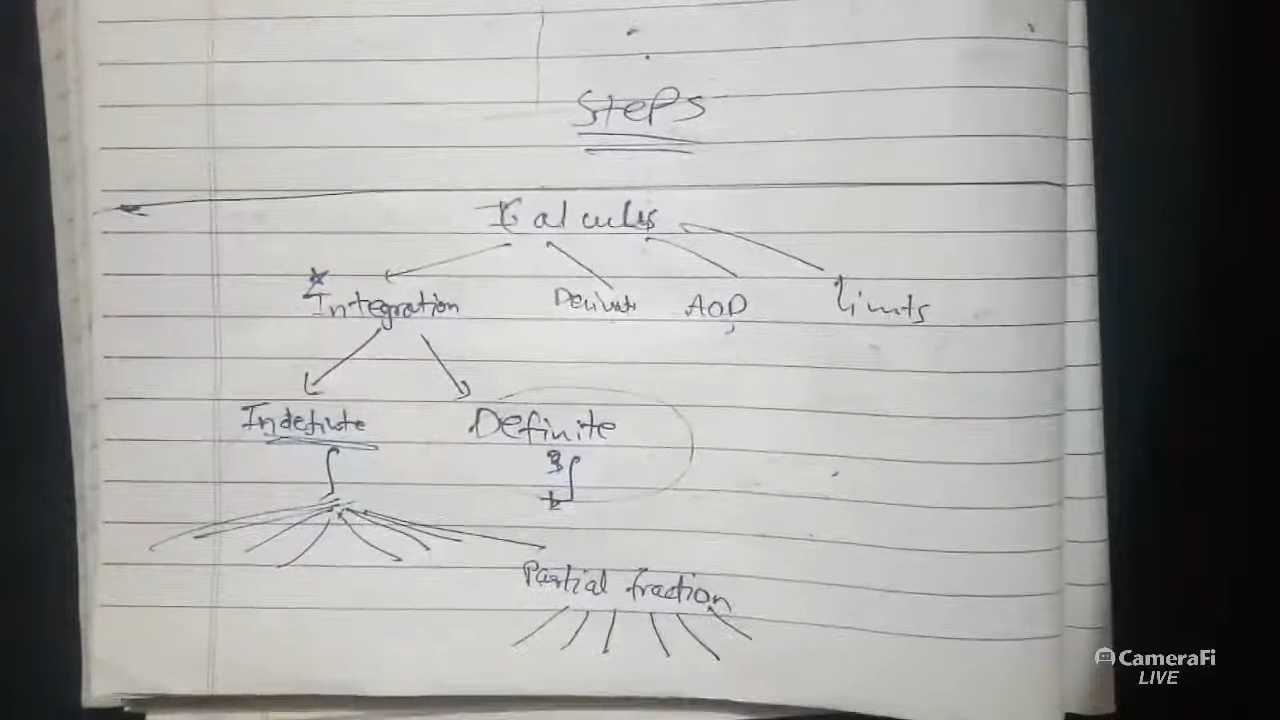 Steps
Calculus
Integration Derivati AOD limits
Indefinite Definite
∫ ∫
Partial fraction
CameraFi
LIVE